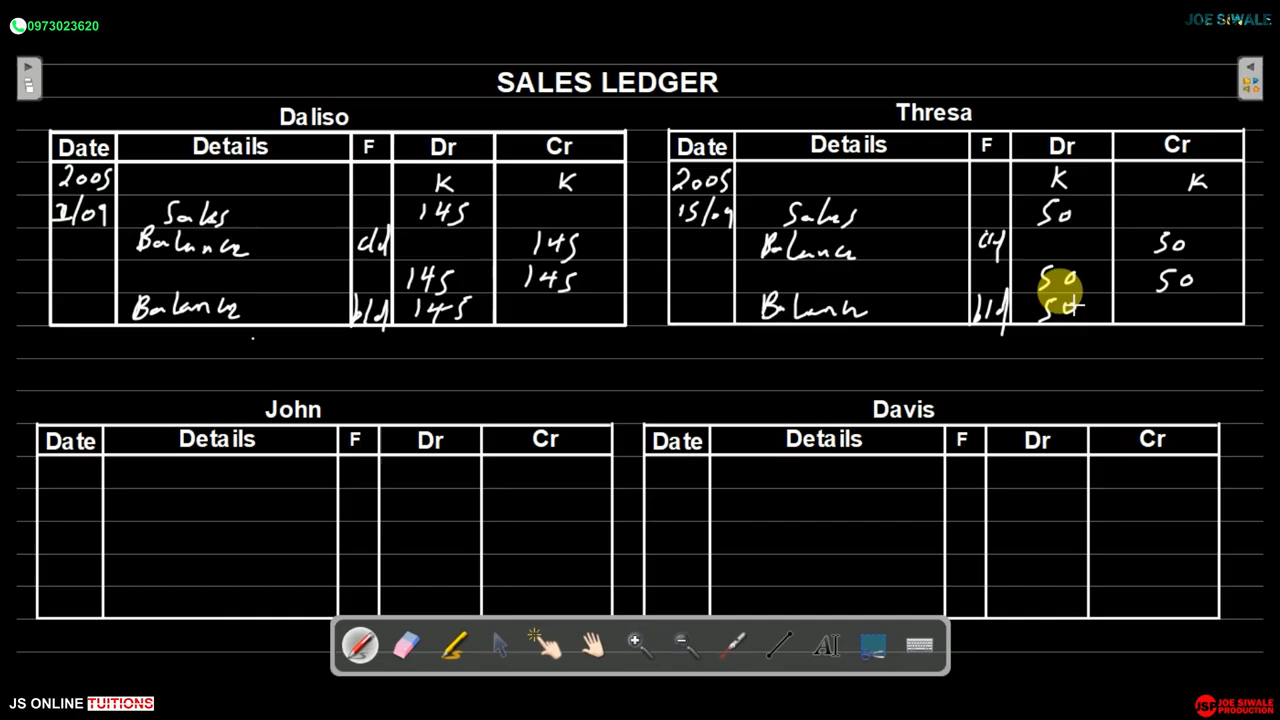 0973023620
JOE SIWALE
SALES LEDGER
Daliso
Date Details F Dr Cr
2005 K K
/09 Sales 145
Balance c/d 145
145 145
Balance b/d 145
Thresa
Date Details F Dr Cr
2005 K K
15/09 Sales 50
Balance c/d 50
50 50
Balance b/d 50
John
Date Details F Dr Cr
Davis
Date Details F Dr Cr
AI
JS ONLINE TUITIONS
JSP JOE SIWALE
PRODUCTION